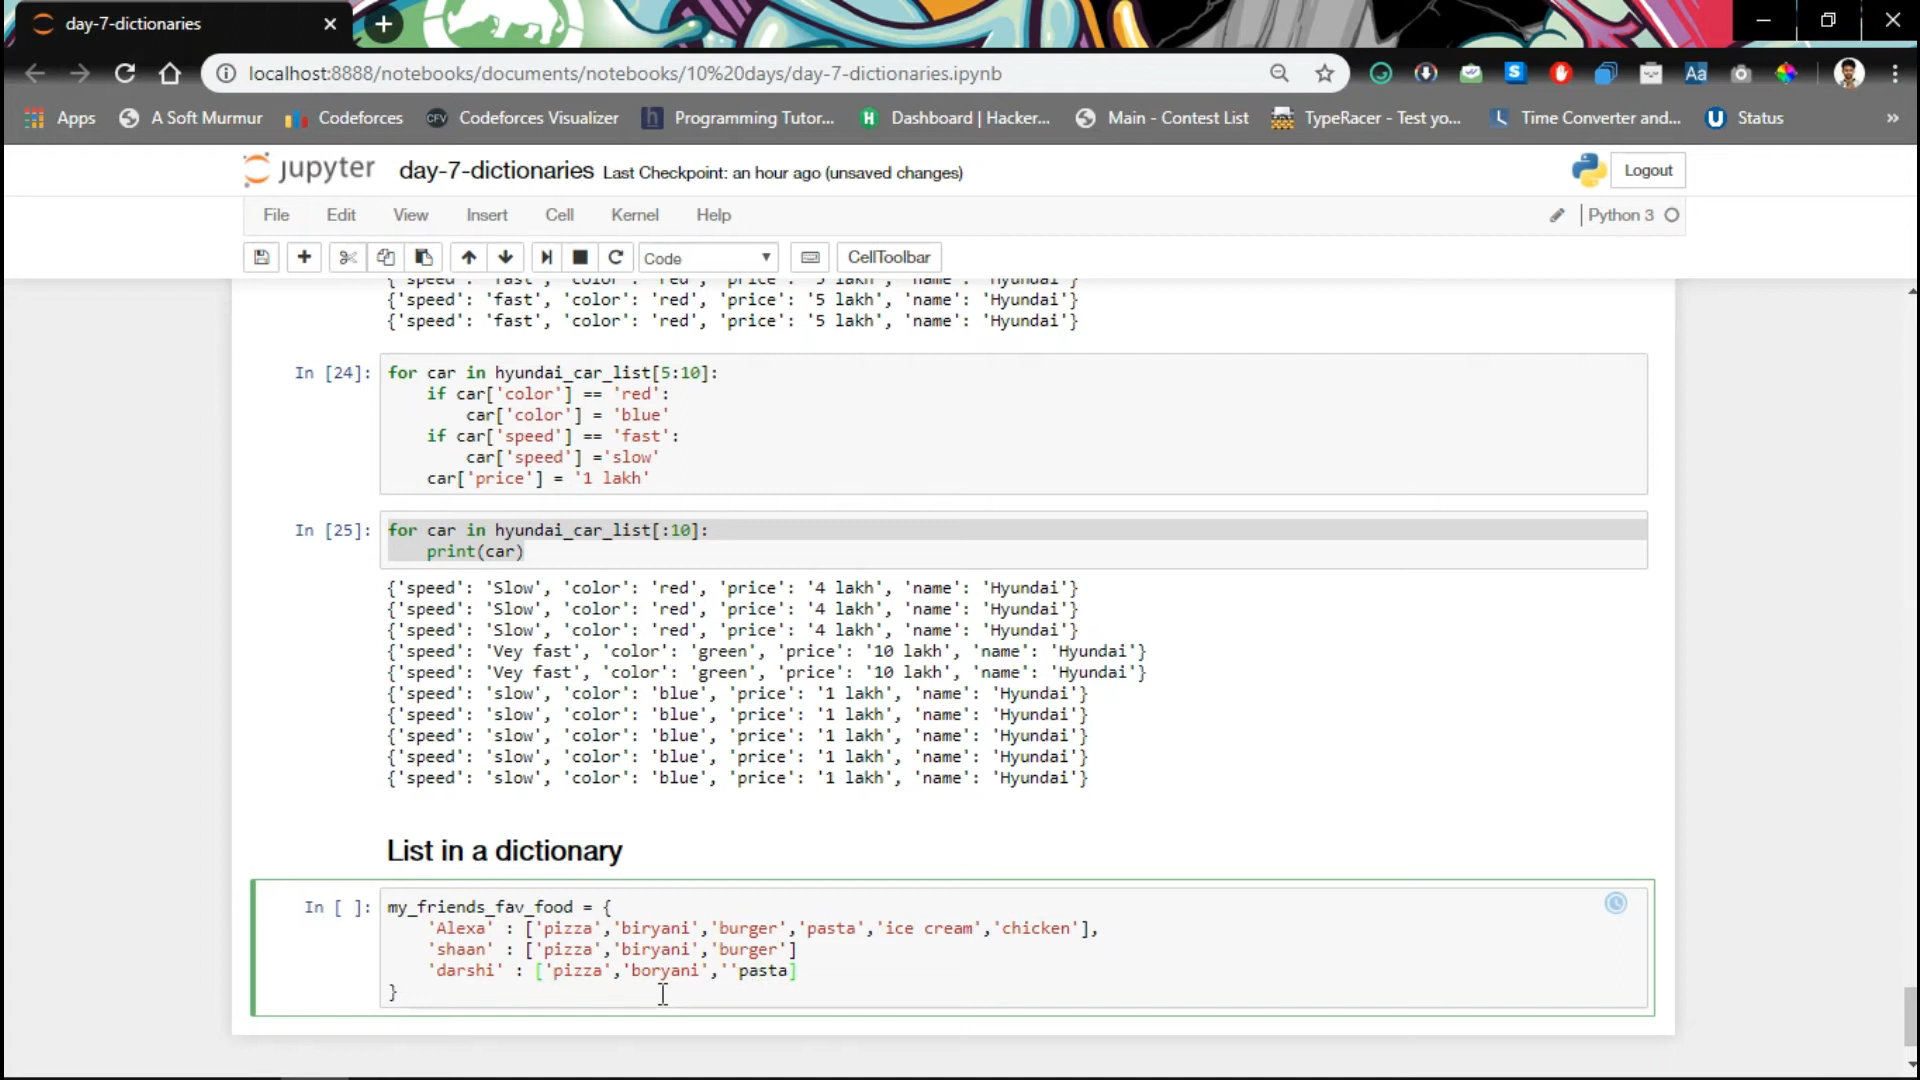 day-7-dictionaries
localhost:8888/notebooks/documents/notebooks/10%20days/day-7-dictionaries.ipynb
Apps A Soft Murmur Codeforces CFV Codeforces Visualizer h Programming Tutor... H Dashboard | Hacker... Main - Contest List TypeRacer - Test yo... Time Converter and... U Status »
jupyter day-7-dictionaries Last Checkpoint: an hour ago (unsaved changes) Logout
File Edit View Insert Cell Kernel Help Python 3
Code CellToolbar
{'speed': 'fast', 'color': 'red', 'price': '5 lakh', 'name': 'Hyundai'}
{'speed': 'fast', 'color': 'red', 'price': '5 lakh', 'name': 'Hyundai'}
{'speed': 'fast', 'color': 'red', 'price': '5 lakh', 'name': 'Hyundai'}
In [24]: for car in hyundai_car_list[5:10]:
if car['color'] == 'red':
car['color'] = 'blue'
if car['speed'] == 'fast':
car['speed'] ='slow'
car['price'] = '1 lakh'
In [25]: for car in hyundai_car_list[:10]:
print(car)
{'speed': 'Slow', 'color': 'red', 'price': '4 lakh', 'name': 'Hyundai'}
{'speed': 'Slow', 'color': 'red', 'price': '4 lakh', 'name': 'Hyundai'}
{'speed': 'Slow', 'color': 'red', 'price': '4 lakh', 'name': 'Hyundai'}
{'speed': 'Vey fast', 'color': 'green', 'price': '10 lakh', 'name': 'Hyundai'}
{'speed': 'Vey fast', 'color': 'green', 'price': '10 lakh', 'name': 'Hyundai'}
{'speed': 'slow', 'color': 'blue', 'price': '1 lakh', 'name': 'Hyundai'}
{'speed': 'slow', 'color': 'blue', 'price': '1 lakh', 'name': 'Hyundai'}
{'speed': 'slow', 'color': 'blue', 'price': '1 lakh', 'name': 'Hyundai'}
{'speed': 'slow', 'color': 'blue', 'price': '1 lakh', 'name': 'Hyundai'}
{'speed': 'slow', 'color': 'blue', 'price': '1 lakh', 'name': 'Hyundai'}
List in a dictionary
In [ ]: my_friends_fav_food = {
'Alexa' : ['pizza','biryani','burger','pasta','ice cream','chicken'],
'shaan' : ['pizza','biryani','burger']
'darshi' : ['pizza','boryani',''pasta]
}